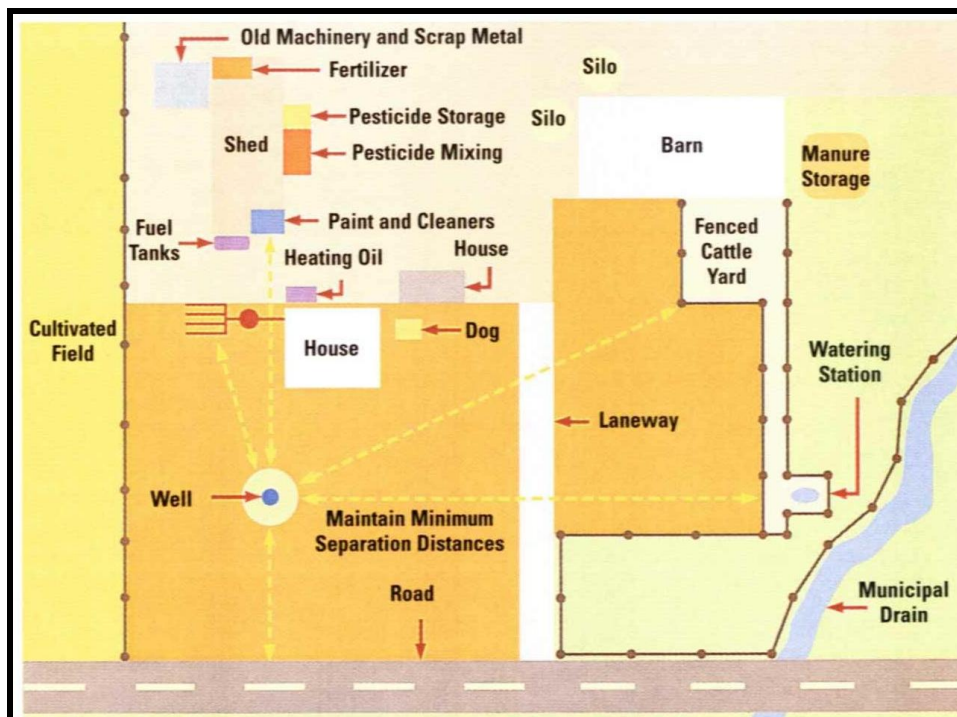 Old Machinery and Scrap Metal
Fertilizer
Silo
Pesticide Storage
Silo
Shed
Barn
Pesticide Mixing
Manure
Storage
Paint and Cleaners
Fuel
Tanks
Fenced
Cattle
Yard
House
Heating Oil
Cultivated
Field
Dog
House
Watering
Station
Laneway
Well
Maintain Minimum
Separation Distances
Road
Municipal
Drain